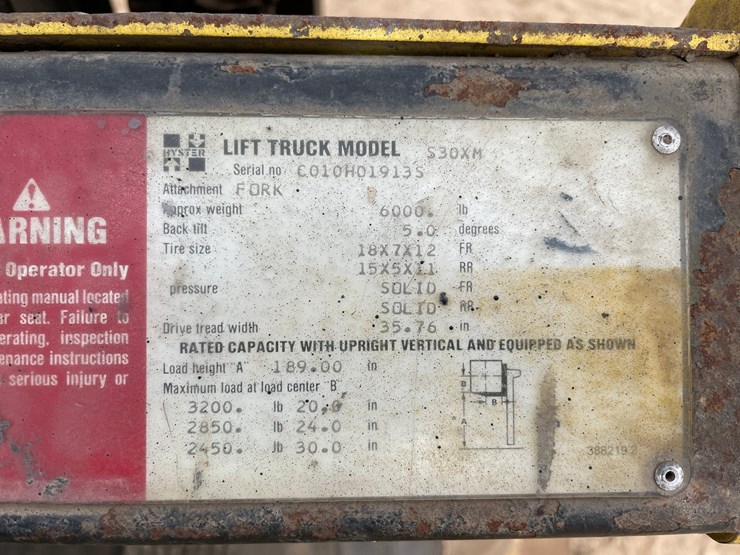 HYSTER
LIFT TRUCK MODEL S30XM
Serial no C010H01913S
Attachment FORK
Approx weight 6000. lb
Back tilt 5.0 degrees
Tire size 18X7X12 FR
15X5X11 RR
pressure SOLID FR
SOLID RR
Drive tread width 35.76 in
RATED CAPACITY WITH UPRIGHT VERTICAL AND EQUIPPED AS SHOWN
Load height A 189.00 in
Maximum load at load center B
3200. lb 20.0 in
2850. lb 24.0 in
2450. lb 30.0 in
B
B
A
388219 2
ARNING
Operator Only
ating manual located
er seat. Failure to
erating, inspection
enance instructions
serious injury or